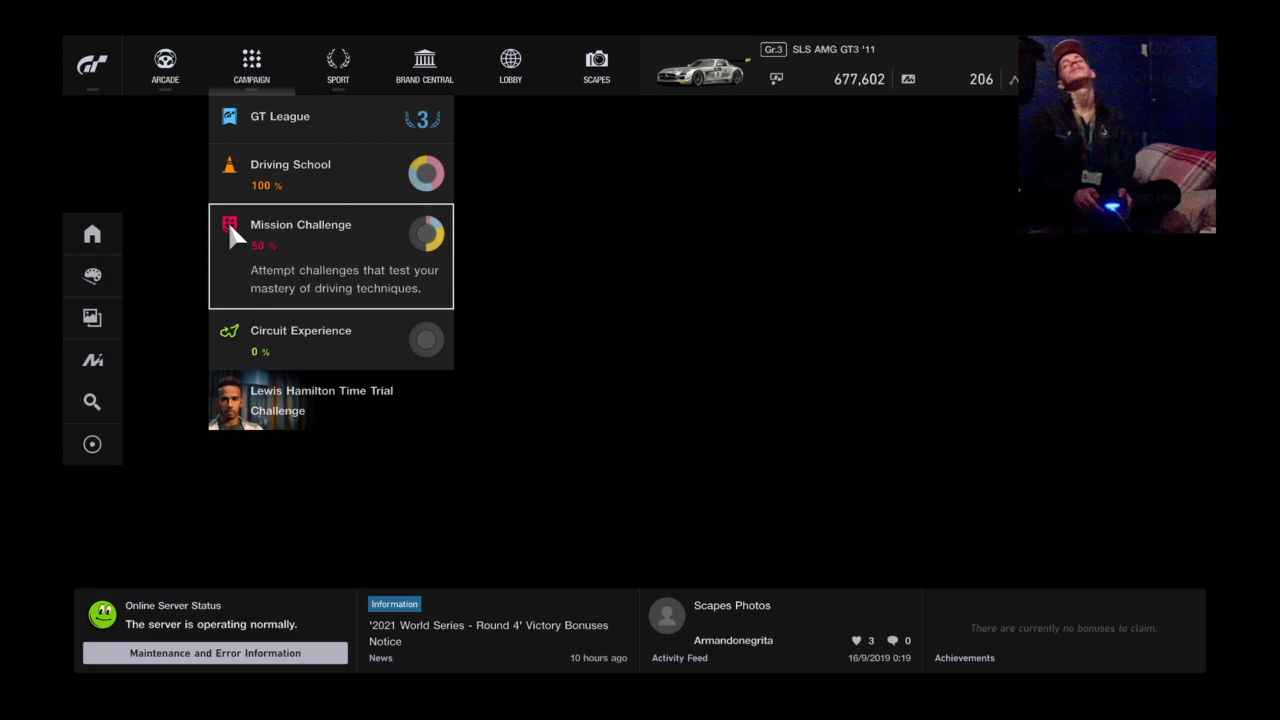 ARCADE
CAMPAIGN
SPORT
BRAND CENTRAL
LOBBY
SCAPES
Gr.3 SLS AMG GT3 '11
677,602
206
GT League
3
Driving School
100 %
Mission Challenge
50 %
Attempt challenges that test your
mastery of driving techniques.
Circuit Experience
0 %
Lewis Hamilton Time Trial
Challenge
Online Server Status
The server is operating normally.
Maintenance and Error Information
Information
'2021 World Series - Round 4' Victory Bonuses
Notice
News
10 hours ago
Scapes Photos
Armandonegrita
3
0
Activity Feed
16/9/2019 0:19
There are currently no bonuses to claim.
Achievements